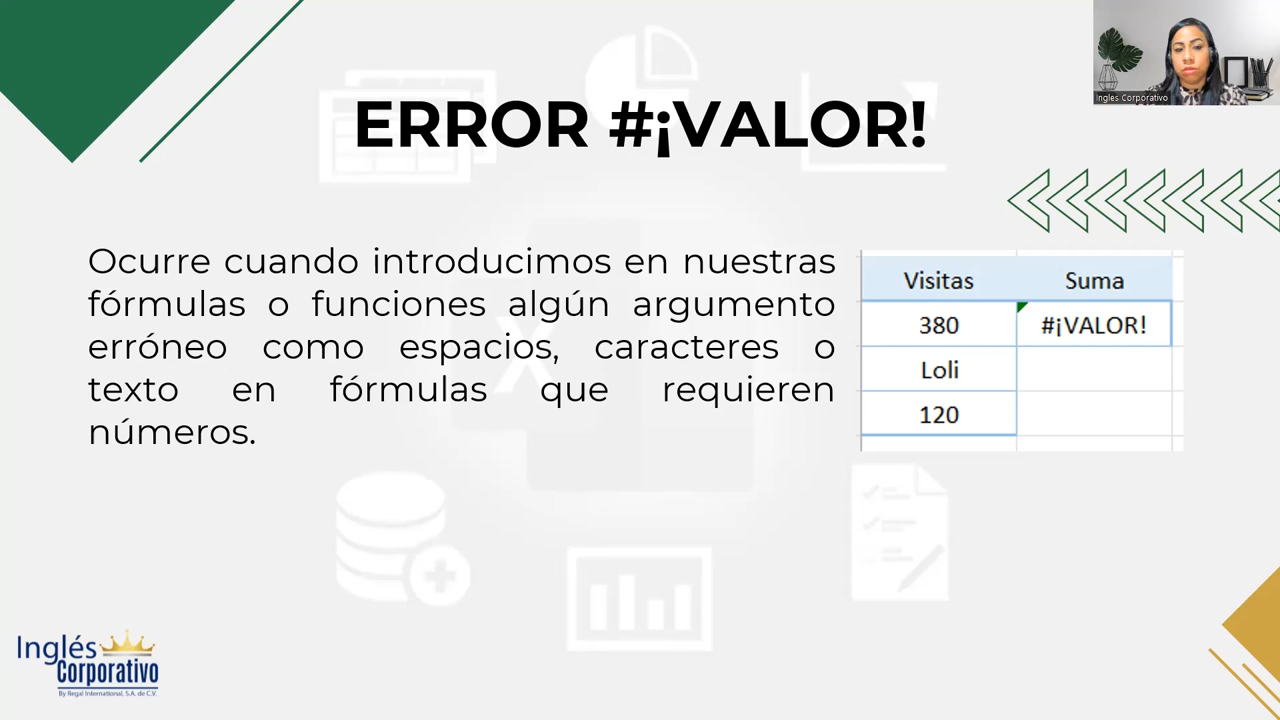 Ingles Corporativo
ERROR #¡VALOR!
Ocurre cuando introducimos en nuestras
fórmulas o funciones algún argumento
erróneo como espacios, caracteres o
texto en fórmulas que requieren
números.
Visitas Suma
380 #¡VALOR!
Loli
120
Inglés
Corporativo
By Regal International, S.A. de C.V.